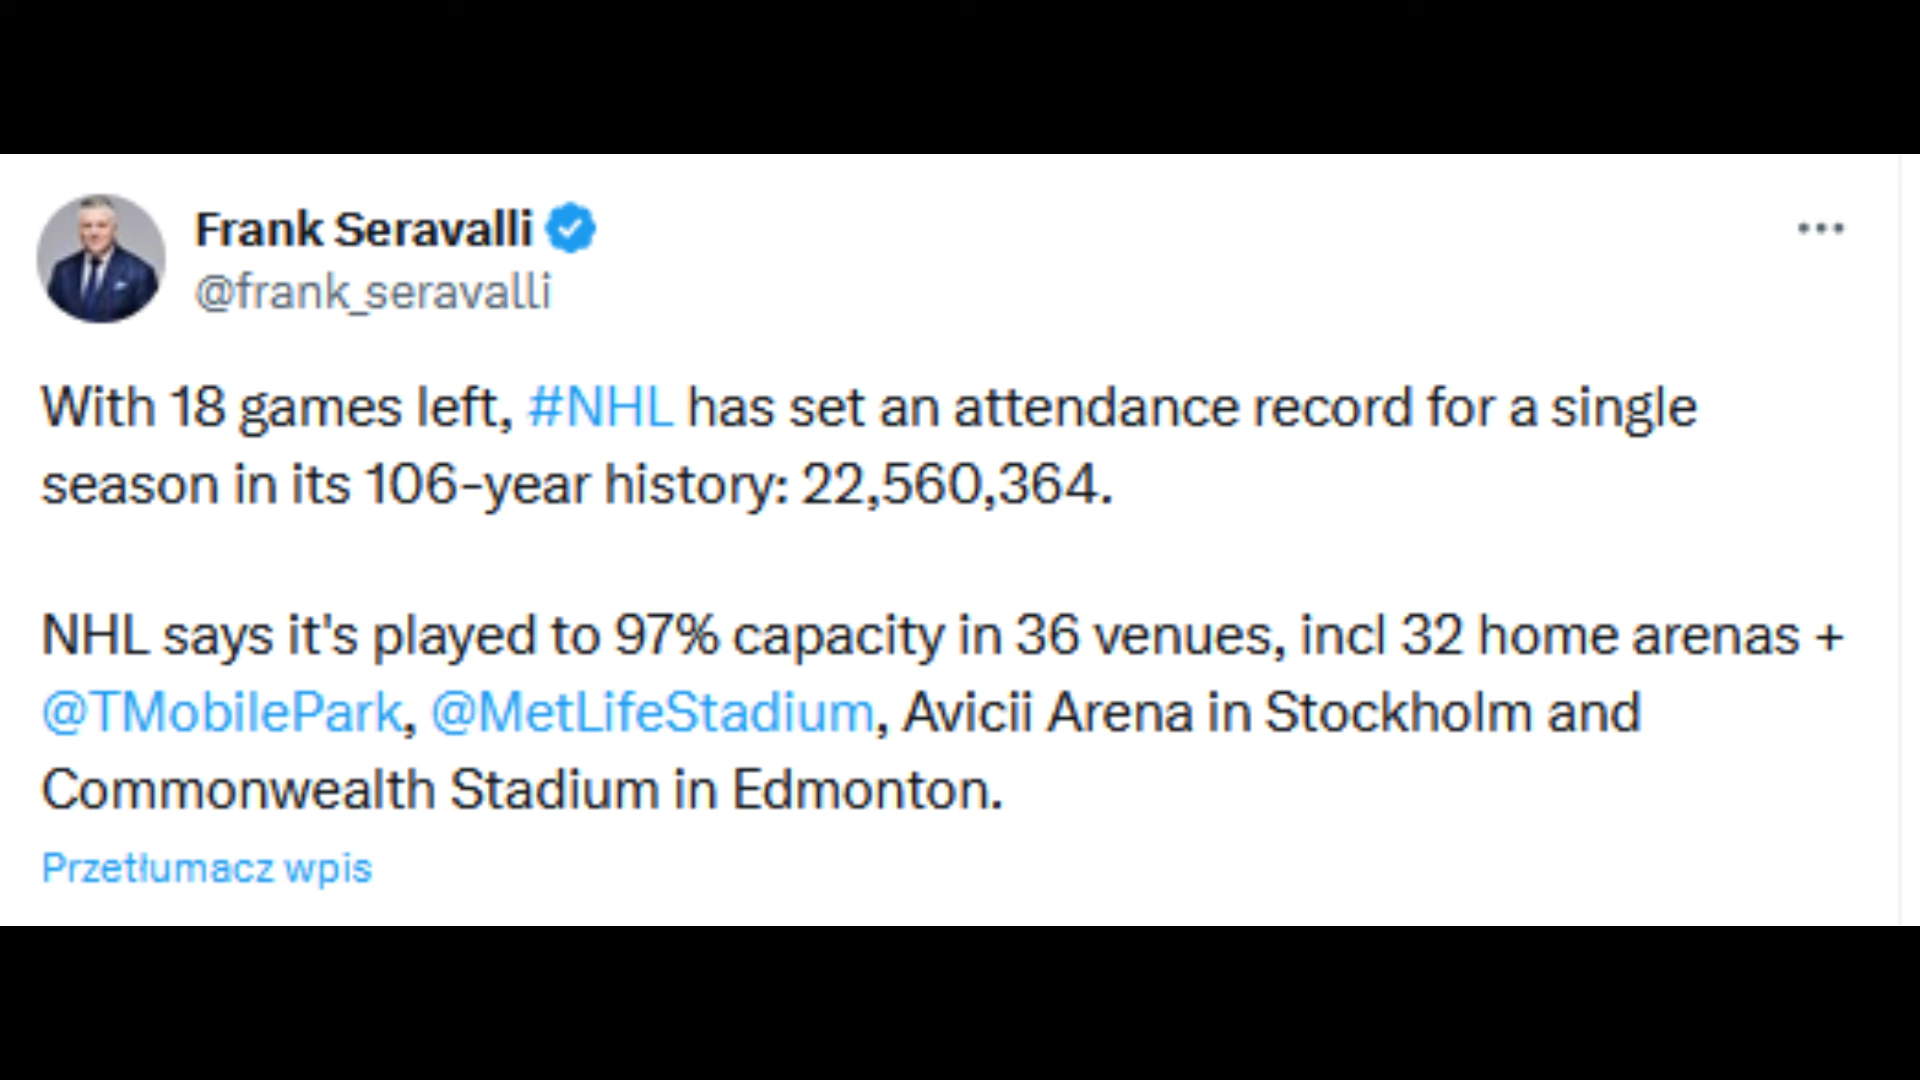 Frank Seravalli
@frank_seravalli
With 18 games left, #NHL has set an attendance record for a single
season in its 106-year history: 22,560,364.
NHL says it's played to 97% capacity in 36 venues, incl 32 home arenas +
@TMobilePark, @MetLifeStadium, Avicii Arena in Stockholm and
Commonwealth Stadium in Edmonton.
Przetłumacz wpis